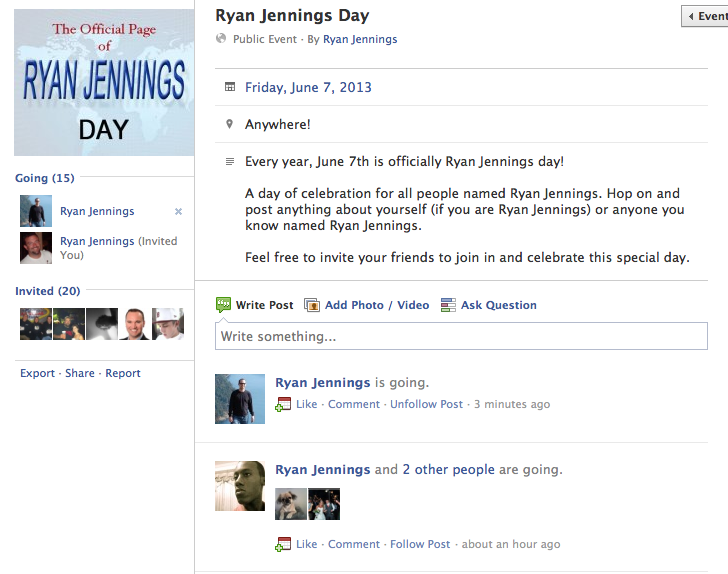 The Official Page
of
RYAN JENNINGS
DAY
Going (15)
Ryan Jennings
Ryan Jennings (Invited
You)
Invited (20)
Export · Share · Report
Ryan Jennings Day
Event
Public Event · By Ryan Jennings
Friday, June 7, 2013
Anywhere!
Every year, June 7th is officially Ryan Jennings day!
A day of celebration for all people named Ryan Jennings. Hop on and
post anything about yourself (if you are Ryan Jennings) or anyone you
know named Ryan Jennings.
Feel free to invite your friends to join in and celebrate this special day.
Write Post
Add Photo / Video
Ask Question
Write something...
Ryan Jennings is going.
Like · Comment · Unfollow Post · 3 minutes ago
Ryan Jennings and 2 other people are going.
Like · Comment · Follow Post · about an hour ago